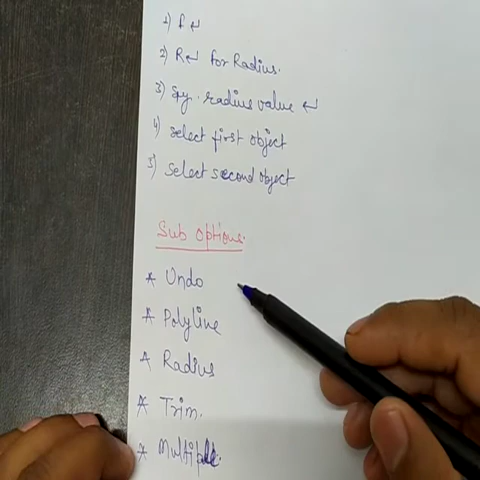 1) f ↵
2) R↵ for Radius.
3) Spy. radius value ↵
4) Select first object
5) Select second object
Sub Options.
* Undo
* Polyline
* Radius
* Trim.
* Multiple.